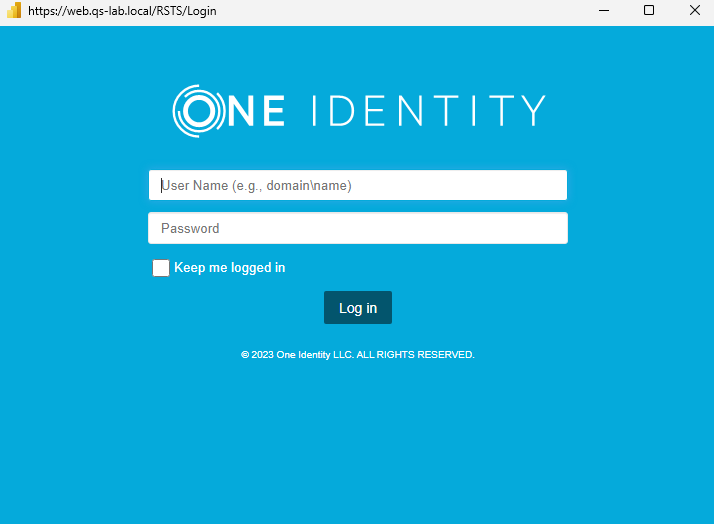 https://web.qs-lab.local/RSTS/Login
ONE IDENTITY
User Name (e.g., domain\name)
Password
Keep me logged in
Log in
© 2023 One Identity LLC. ALL RIGHTS RESERVED.